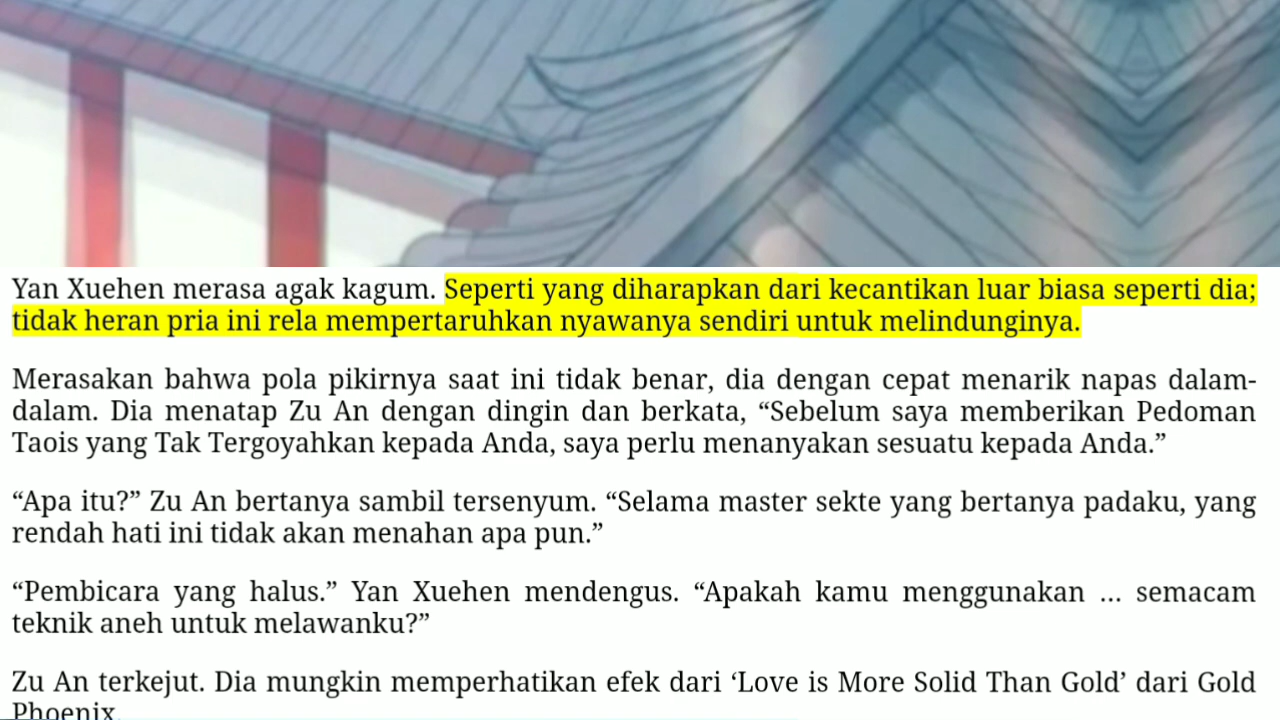 Yan Xuehen merasa agak kagum. Seperti yang diharapkan dari kecantikan luar biasa seperti dia;
tidak heran pria ini rela mempertaruhkan nyawanya sendiri untuk melindunginya.
Merasakan bahwa pola pikirnya saat ini tidak benar, dia dengan cepat menarik napas dalam-
dalam. Dia menatap Zu An dengan dingin dan berkata, “Sebelum saya memberikan Pedoman
Taois yang Tak Tergoyahkan kepada Anda, saya perlu menanyakan sesuatu kepada Anda.”
“Apa itu?” Zu An bertanya sambil tersenyum. “Selama master sekte yang bertanya padaku, yang
rendah hati ini tidak akan menahan apa pun.”
“Pembicara yang halus.” Yan Xuehen mendengus. “Apakah kamu menggunakan … semacam
teknik aneh untuk melawanku?”
Zu An terkejut. Dia mungkin memperhatikan efek dari ‘Love is More Solid Than Gold’ dari Gold
Phoenix.